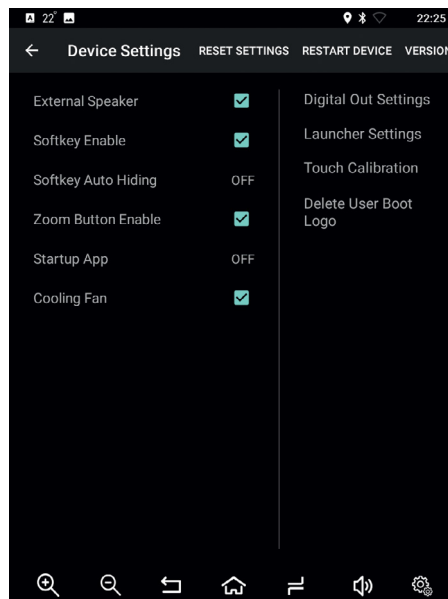 A 22° 22:25
Device Settings RESET SETTINGS RESTART DEVICE VERSION
External Speaker
Softkey Enable
Softkey Auto Hiding OFF
Zoom Button Enable
Startup App OFF
Cooling Fan
Digital Out Settings
Launcher Settings
Touch Calibration
Delete User Boot
Logo